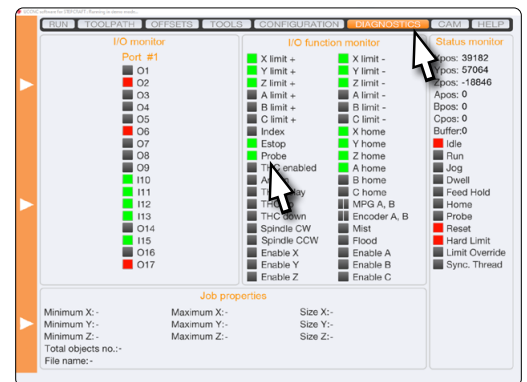 RUN TOOLPATH OFFSETS TOOLS CONFIGURATION DIAGNOSTICS CAM HELP
I/O monitor
Port #1
O1
O2
O3
O4
O5
O6
O7
O8
O9
I10
I11
I12
I13
O14
I15
O16
O17
I/O function monitor
X limit + X limit -
Y limit + Y limit -
Z limit + Z limit -
A limit + A limit -
B limit + B limit -
C limit + C limit -
Index X home
Estop Y home
Probe Z home
enabled A home
B home
C home
MPG A, B
THC down Encoder A, B
Spindle CW Mist
Spindle CCW Flood
Enable X Enable A
Enable Y Enable B
Enable Z Enable C
Status monitor
Xpos: 39182
Ypos: 57064
Zpos: -18846
Apos: 0
Bpos: 0
Cpos: 0
Buffer:0
Idle
Run
Jog
Dwell
Feed Hold
Home
Probe
Reset
Hard Limit
Limit Override
Sync. Thread
Job properties
Minimum X:- Maximum X:- Size X:-
Minimum Y:- Maximum Y:- Size Y:-
Minimum Z:- Maximum Z:- Size Z:-
Total objects no.:-
File name:-